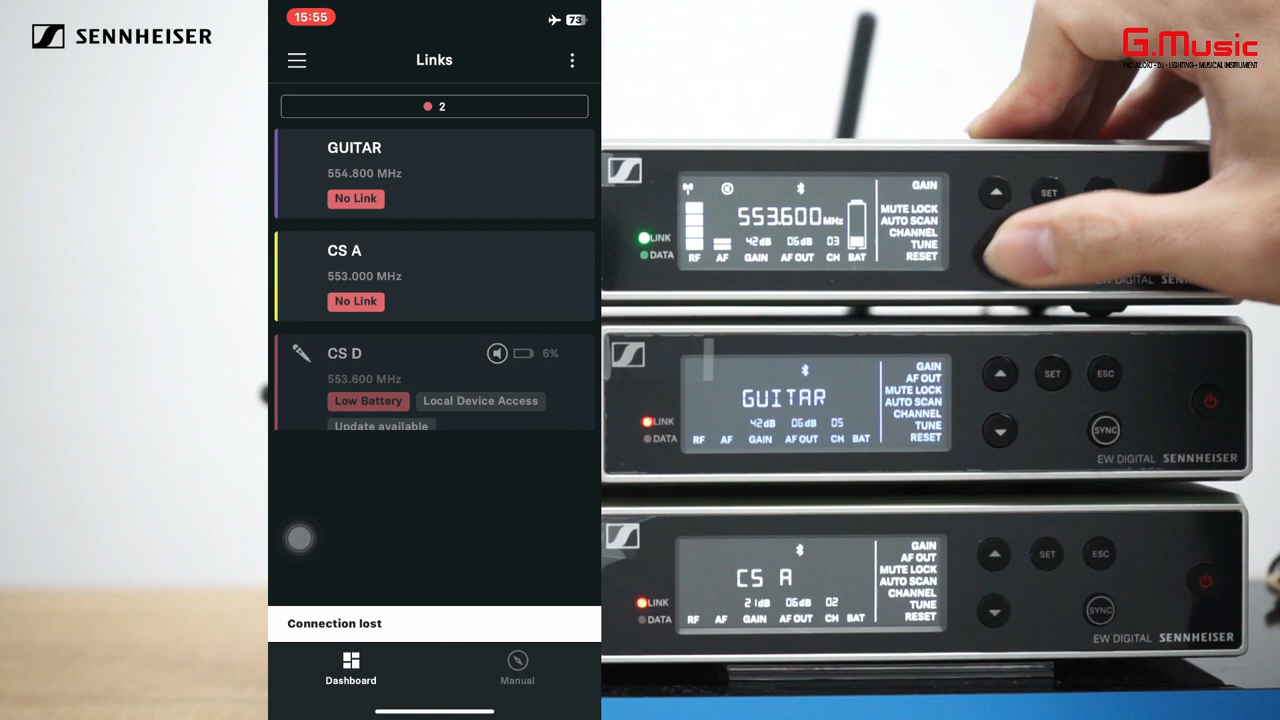 SENNHEISER
15:55
73
Links
2
GUITAR
554.800 MHz
No Link
CS A
553.000 MHz
No Link
CS D
6%
553.600 MHz
Low Battery
Local Device Access
Update available
Connection lost
Dashboard
Manual
G.Music
PRO AUDIO • DJ • LIGHTING • MUSICAL INSTRUMENT
LINK
DATA
553.600 MHz
42dB 06dB 03
RF AF GAIN AF OUT CH BAT
GAIN
MUTE LOCK
AUTO SCAN
CHANNEL
TUNE
RESET
SET
EW DIGITAL
LINK
DATA
GUITAR
42dB 06dB 05
RF AF GAIN AF OUT CH BAT
GAIN
AF OUT
MUTE LOCK
AUTO SCAN
CHANNEL
TUNE
RESET
SET
ESC
SYNC
EW DIGITAL SENNHEISER
LINK
DATA
CS A
21dB 06dB 02
RF AF GAIN AF OUT CH BAT
GAIN
AF OUT
MUTE LOCK
AUTO SCAN
CHANNEL
TUNE
RESET
SET
ESC
SYNC
EW DIGITAL SENNHEISER